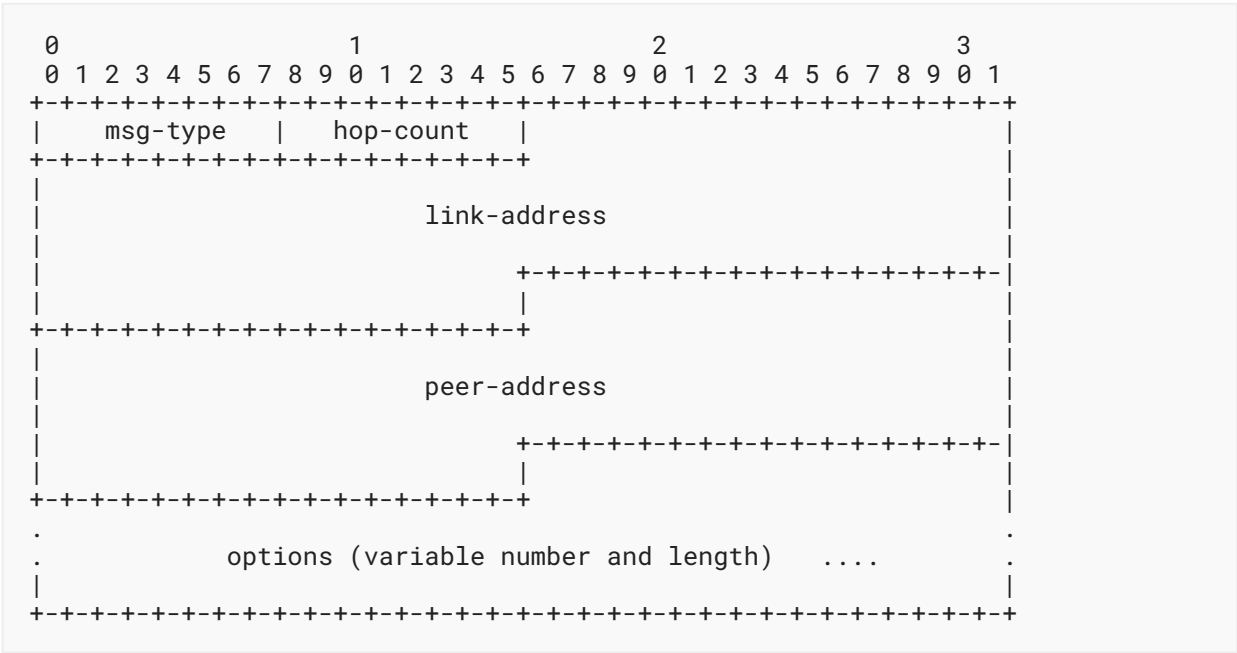 0                   1                   2                   3
 0 1 2 3 4 5 6 7 8 9 0 1 2 3 4 5 6 7 8 9 0 1 2 3 4 5 6 7 8 9 0 1
+-+-+-+-+-+-+-+-+-+-+-+-+-+-+-+-+-+-+-+-+-+-+-+-+-+-+-+-+-+-+-+-+
|    msg-type   |   hop-count   |                               |
+-+-+-+-+-+-+-+-+-+-+-+-+-+-+-+-+                               |
|                                                               |
|                         link-address                          |
|                                                               |
|                               +-+-+-+-+-+-+-+-+-+-+-+-+-+-+-+-|
|                               |                               |
+-+-+-+-+-+-+-+-+-+-+-+-+-+-+-+-+                               |
|                                                               |
|                         peer-address                          |
|                                                               |
|                               +-+-+-+-+-+-+-+-+-+-+-+-+-+-+-+-|
|                               |                               |
+-+-+-+-+-+-+-+-+-+-+-+-+-+-+-+-+                               |
.                                                               .
.            options (variable number and length)   ....        .
|                                                               |
+-+-+-+-+-+-+-+-+-+-+-+-+-+-+-+-+-+-+-+-+-+-+-+-+-+-+-+-+-+-+-+-+